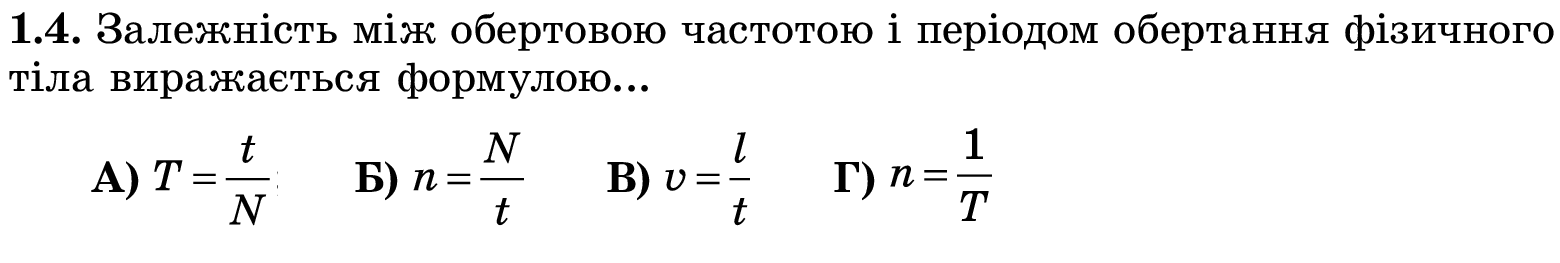 1.4. Залежність між обертовою частотою і періодом обертання фізичного
тіла виражається формулою...
А) T = t/N; Б) n = N/t В) v = l/t Г) n = 1/T